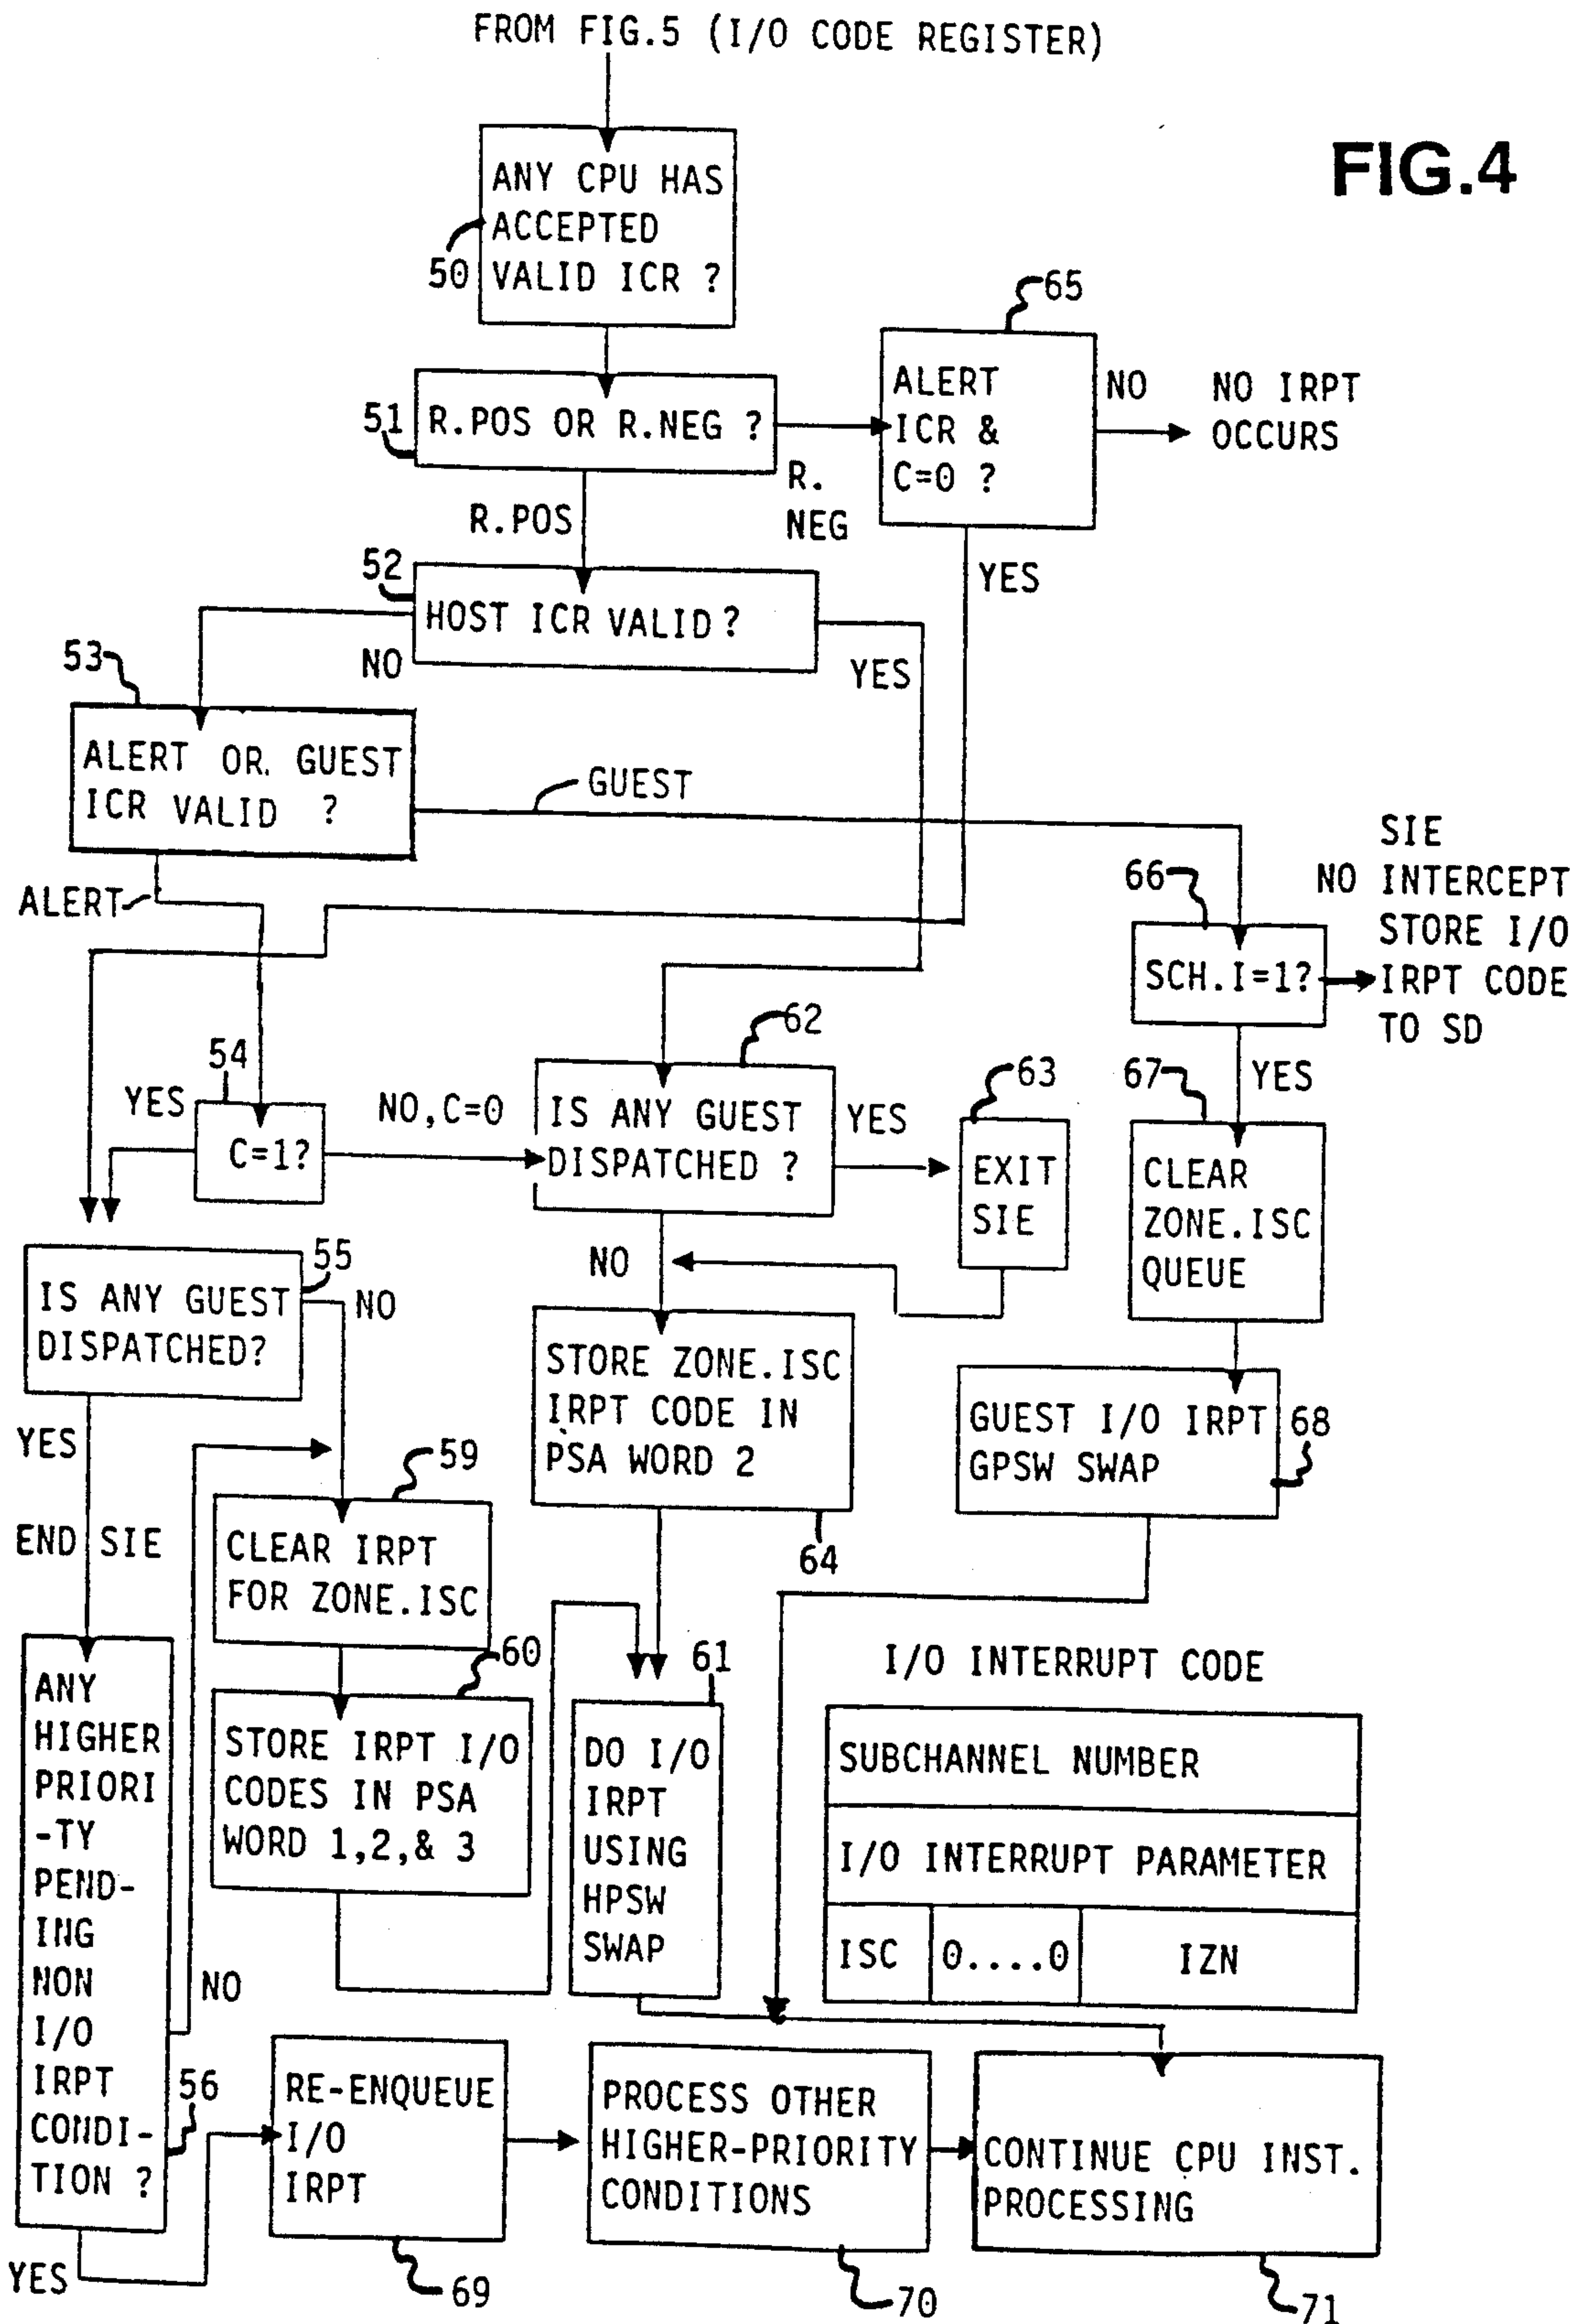 FROM FIG.5 (I/O CODE REGISTER)
FIG.4
ANY CPU HAS
ACCEPTED
VALID ICR ?
50
65
ALERT
ICR &
C=0 ?
NO
NO IRPT
OCCURS
51
R.POS OR R.NEG ?
R.
NEG
R.POS
YES
52
HOST ICR VALID ?
NO
YES
53
ALERT OR. GUEST
ICR VALID ?
GUEST
ALERT
66
SCH.I=1?
SIE
NO INTERCEPT
STORE I/O
IRPT CODE
TO SD
54
YES
C=1?
NO,C=0
62
IS ANY GUEST
DISPATCHED ?
YES
63
EXIT
SIE
67
YES
CLEAR
ZONE.ISC
QUEUE
55
IS ANY GUEST
DISPATCHED?
NO
NO
STORE ZONE.ISC
IRPT CODE IN
PSA WORD 2
64
GUEST I/O IRPT
GPSW SWAP
68
YES
END SIE
59
CLEAR IRPT
FOR ZONE.ISC
60
STORE IRPT I/O
CODES IN PSA
WORD 1,2,& 3
61
DO I/O
IRPT
USING
HPSW
SWAP
I/O INTERRUPT CODE
SUBCHANNEL NUMBER
I/O INTERRUPT PARAMETER
ISC 0....0 IZN
ANY
HIGHER
PRIORI
-TY
PEND-
ING
NON
I/O
IRPT
CONDI-
TION ?
NO
56
YES
RE-ENQUEUE
I/O
IRPT
69
PROCESS OTHER
HIGHER-PRIORITY
CONDITIONS
70
CONTINUE CPU INST.
PROCESSING
71